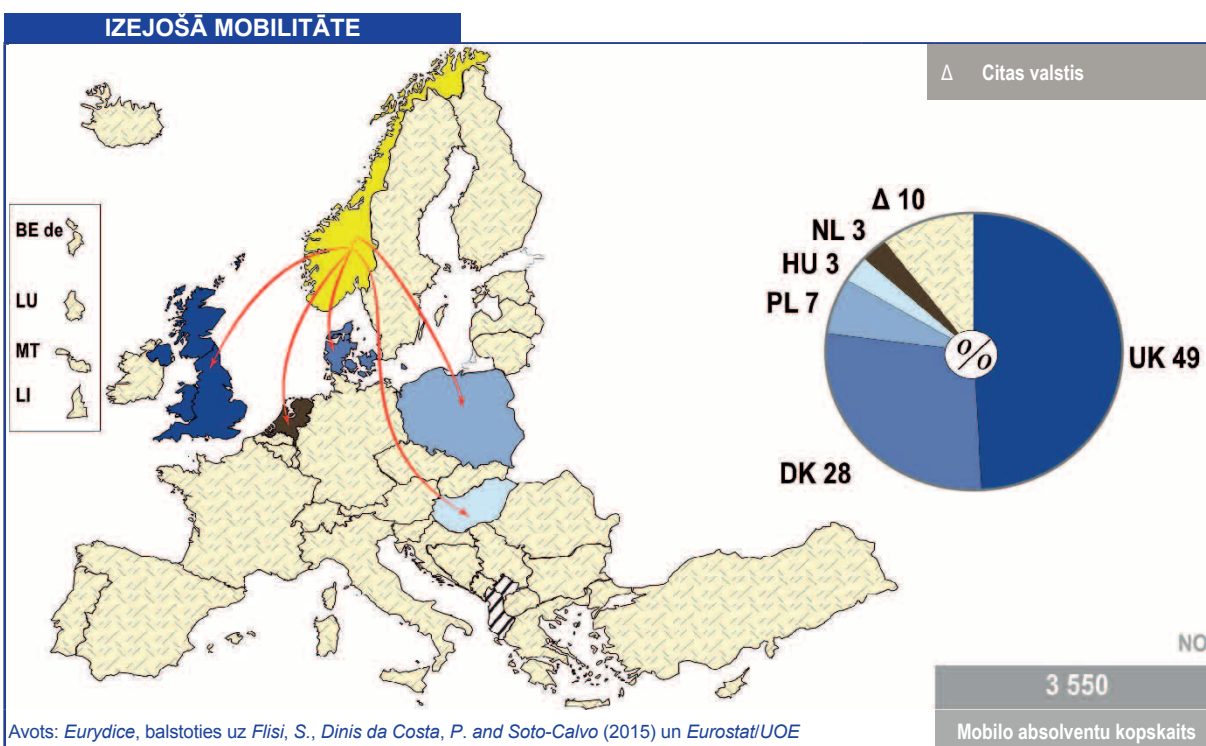 IZEJOŠĀ MOBILITĀTE
Δ Citas valstis
BE de
LU
MT
LI
Δ 10
NL 3
HU 3
PL 7
%
UK 49
DK 28
NO
3 550
Mobilo absolventu kopskaits
Avots: Eurydice, balstoties uz Flisi, S., Dinis da Costa, P. and Soto-Calvo (2015) un Eurostat/UOE